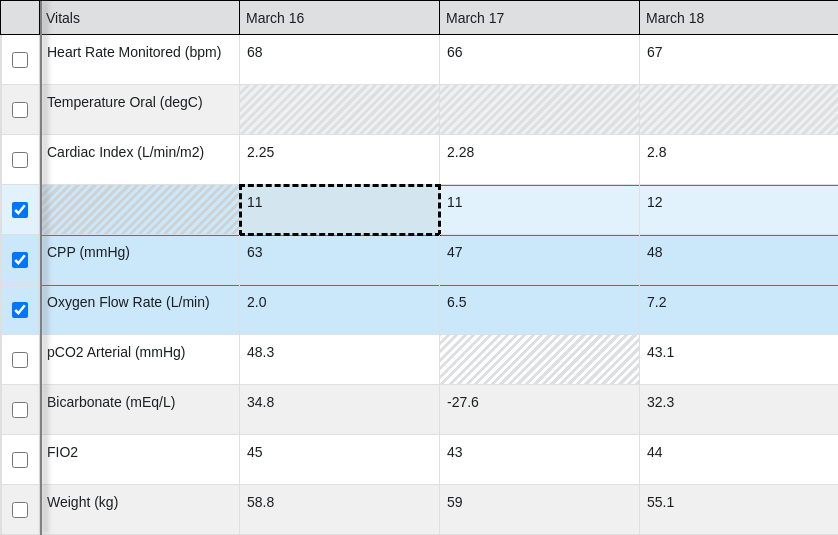 Vitals March 16 March 17 March 18
Heart Rate Monitored (bpm) 68 66 67
Temperature Oral (degC)
Cardiac Index (L/min/m2) 2.25 2.28 2.8
11 11 12
CPP (mmHg) 63 47 48
Oxygen Flow Rate (L/min) 2.0 6.5 7.2
pCO2 Arterial (mmHg) 48.3 43.1
Bicarbonate (mEq/L) 34.8 -27.6 32.3
FIO2 45 43 44
Weight (kg) 58.8 59 55.1